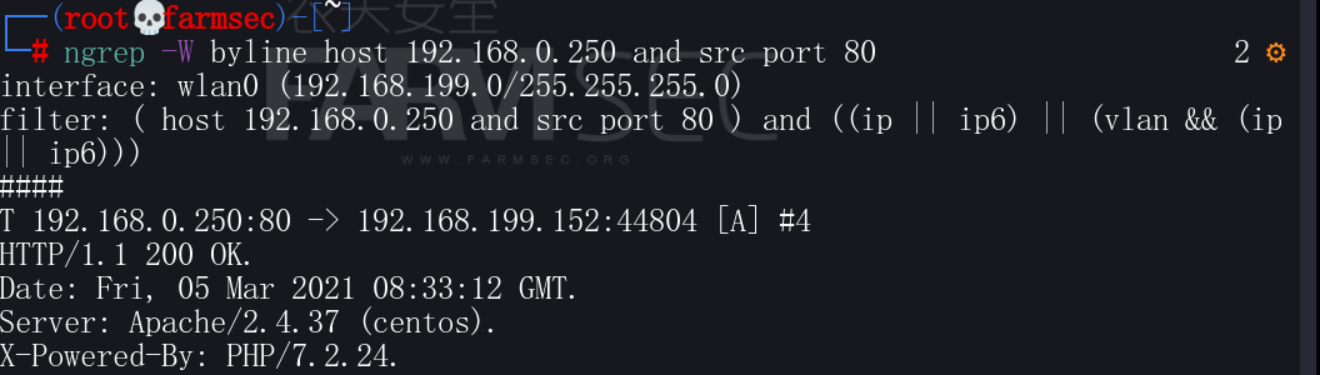 (root💀farmsec)-[~]
# ngrep -W byline host 192.168.0.250 and src port 80 2 ⚙
interface: wlan0 (192.168.199.0/255.255.255.0)
filter: ( host 192.168.0.250 and src port 80 ) and ((ip || ip6) || (vlan && (ip
|| ip6)))
####
T 192.168.0.250:80 -> 192.168.199.152:44804 [A] #4
HTTP/1.1 200 OK.
Date: Fri, 05 Mar 2021 08:33:12 GMT.
Server: Apache/2.4.37 (centos).
X-Powered-By: PHP/7.2.24.
农夫安全
FARMSEC
WWW.FARMSEC.ORG